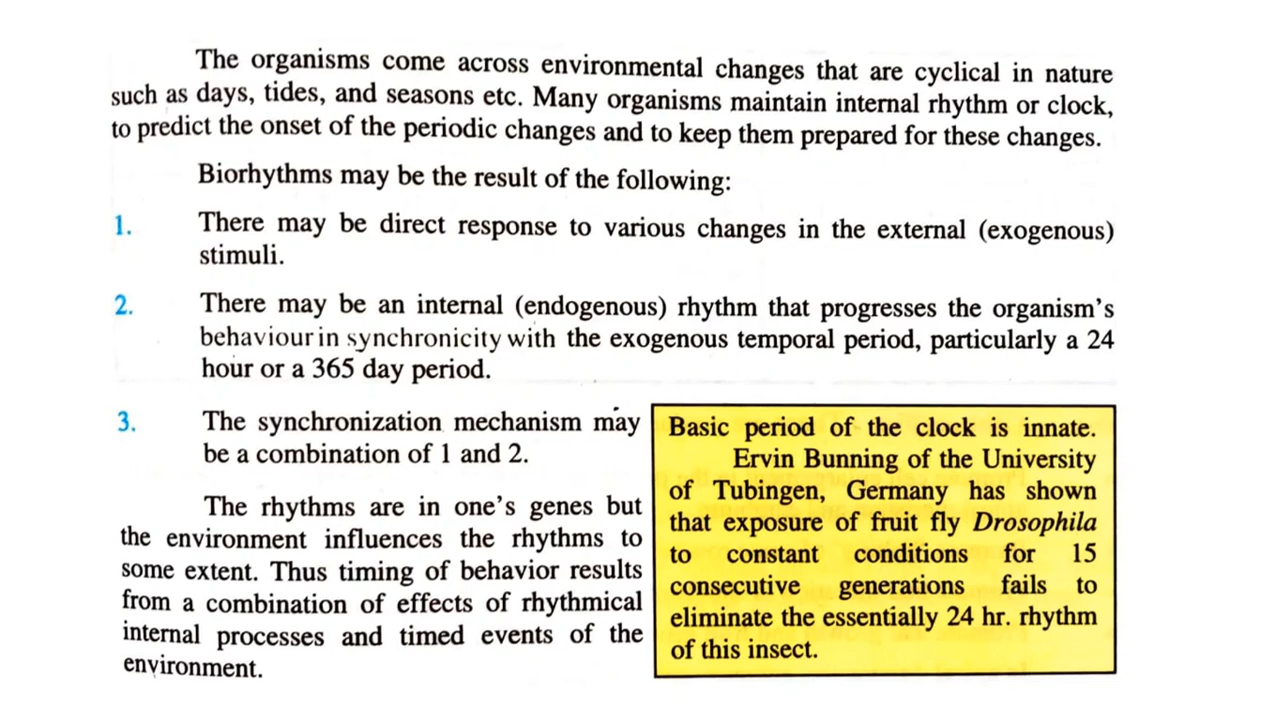 The organisms come across environmental changes that are cyclical in nature
such as days, tides, and seasons etc. Many organisms maintain internal rhythm or clock,
to predict the onset of the periodic changes and to keep them prepared for these changes.
Biorhythms may be the result of the following:
1. There may be direct response to various changes in the external (exogenous)
stimuli.
2. There may be an internal (endogenous) rhythm that progresses the organism's
behaviour in synchronicity with the exogenous temporal period, particularly a 24
hour or a 365 day period.
3. The synchronization mechanism may
be a combination of 1 and 2.
The rhythms are in one's genes but
the environment influences the rhythms to
some extent. Thus timing of behavior results
from a combination of effects of rhythmical
internal processes and timed events of the
environment.
Basic period of the clock is innate.
Ervin Bunning of the University
of Tubingen, Germany has shown
that exposure of fruit fly Drosophila
to constant conditions for 15
consecutive generations fails to
eliminate the essentially 24 hr. rhythm
of this insect.